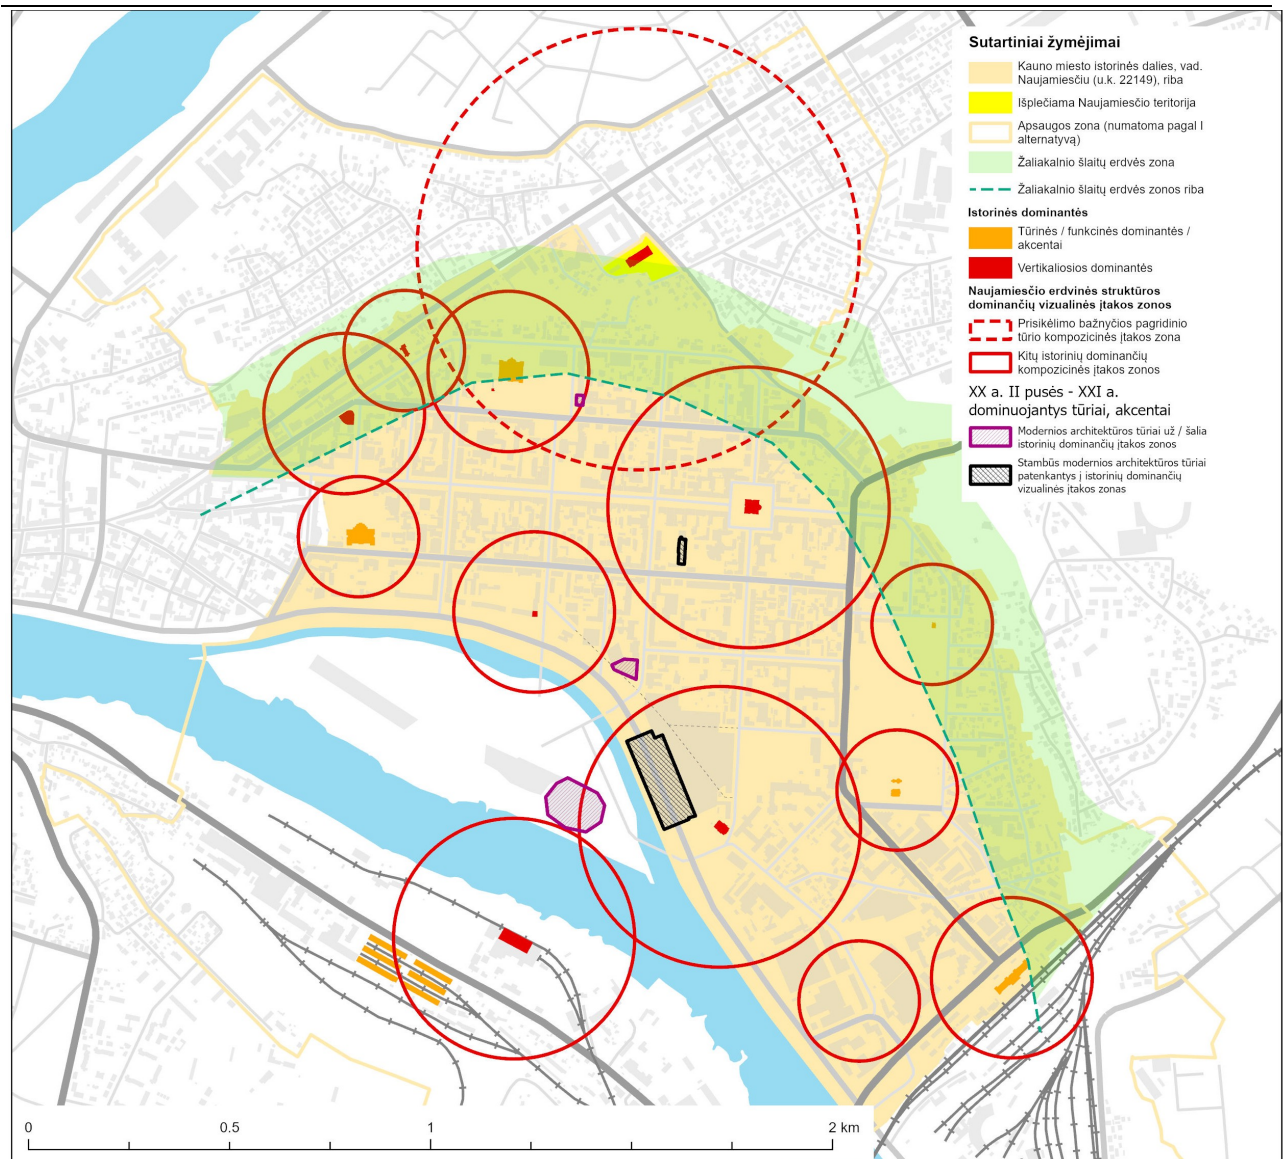 Sutartiniai žymėjimai
Kauno miesto istorinės dalies, vad.
Naujamiesčiu (u.k. 22149), riba
Išplečiama Naujamiesčio teritorija
Apsaugos zona (numatoma pagal I
alternatyvą)
Žaliakalnio šlaitų erdvės zona
Žaliakalnio šlaitų erdvės zonos riba
Istorinės dominantės
Tūrinės / funkcinės dominantės /
akcentai
Vertikaliosios dominantės
Naujamiesčio erdvinės struktūros
dominančių vizualinės įtakos zonos
Prisikėlimo bažnyčios pagridinio
tūrio kompozicinės įtakos zona
Kitų istorinių dominančių
kompozicinės įtakos zonos
XX a. II pusės - XXI a.
dominuojantys tūriai, akcentai
Modernios architektūros tūriai už / šalia
istorinių dominančių įtakos zonos
Stambūs modernios architektūros tūriai
patenkantys į istorinių dominančių
vizualinės įtakos zonas
0 0.5 1 2 km